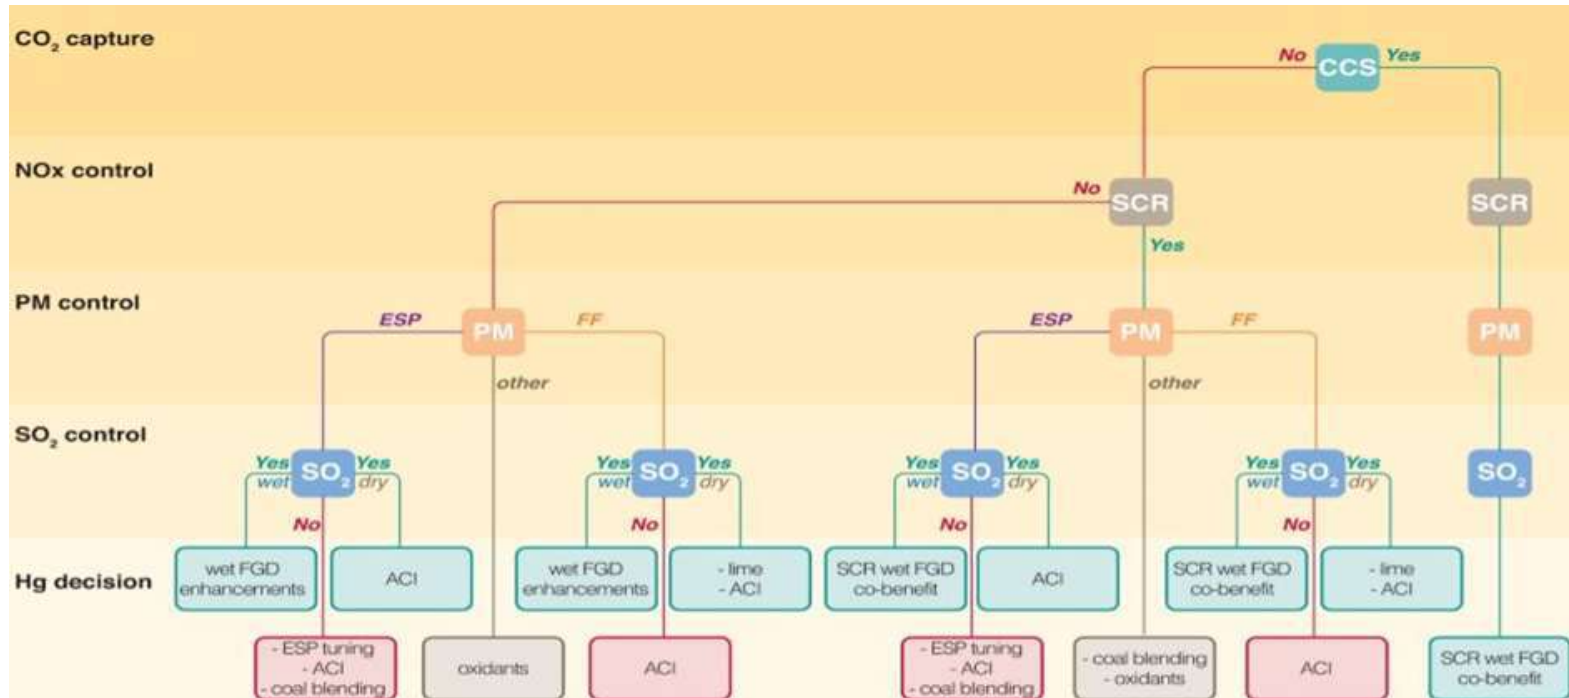 CO₂ capture
No
CCS
Yes
NOx control
No
SCR
SCR
Yes
PM control
ESP
PM
FF
ESP
PM
FF
PM
other
other
SO₂ control
Yes
wet
SO₂
Yes
dry
Yes
wet
SO₂
Yes
dry
Yes
wet
SO₂
Yes
dry
Yes
wet
SO₂
Yes
dry
SO₂
No
No
No
No
Hg decision
wet FGD
enhancements
ACI
wet FGD
enhancements
- lime
- ACI
SCR wet FGD
co-benefit
ACI
SCR wet FGD
co-benefit
- lime
- ACI
- ESP tuning
- ACI
- coal blending
oxidants
ACI
- ESP tuning
- ACI
- coal blending
- coal blending
- oxidants
ACI
SCR wet FGD
co-benefit